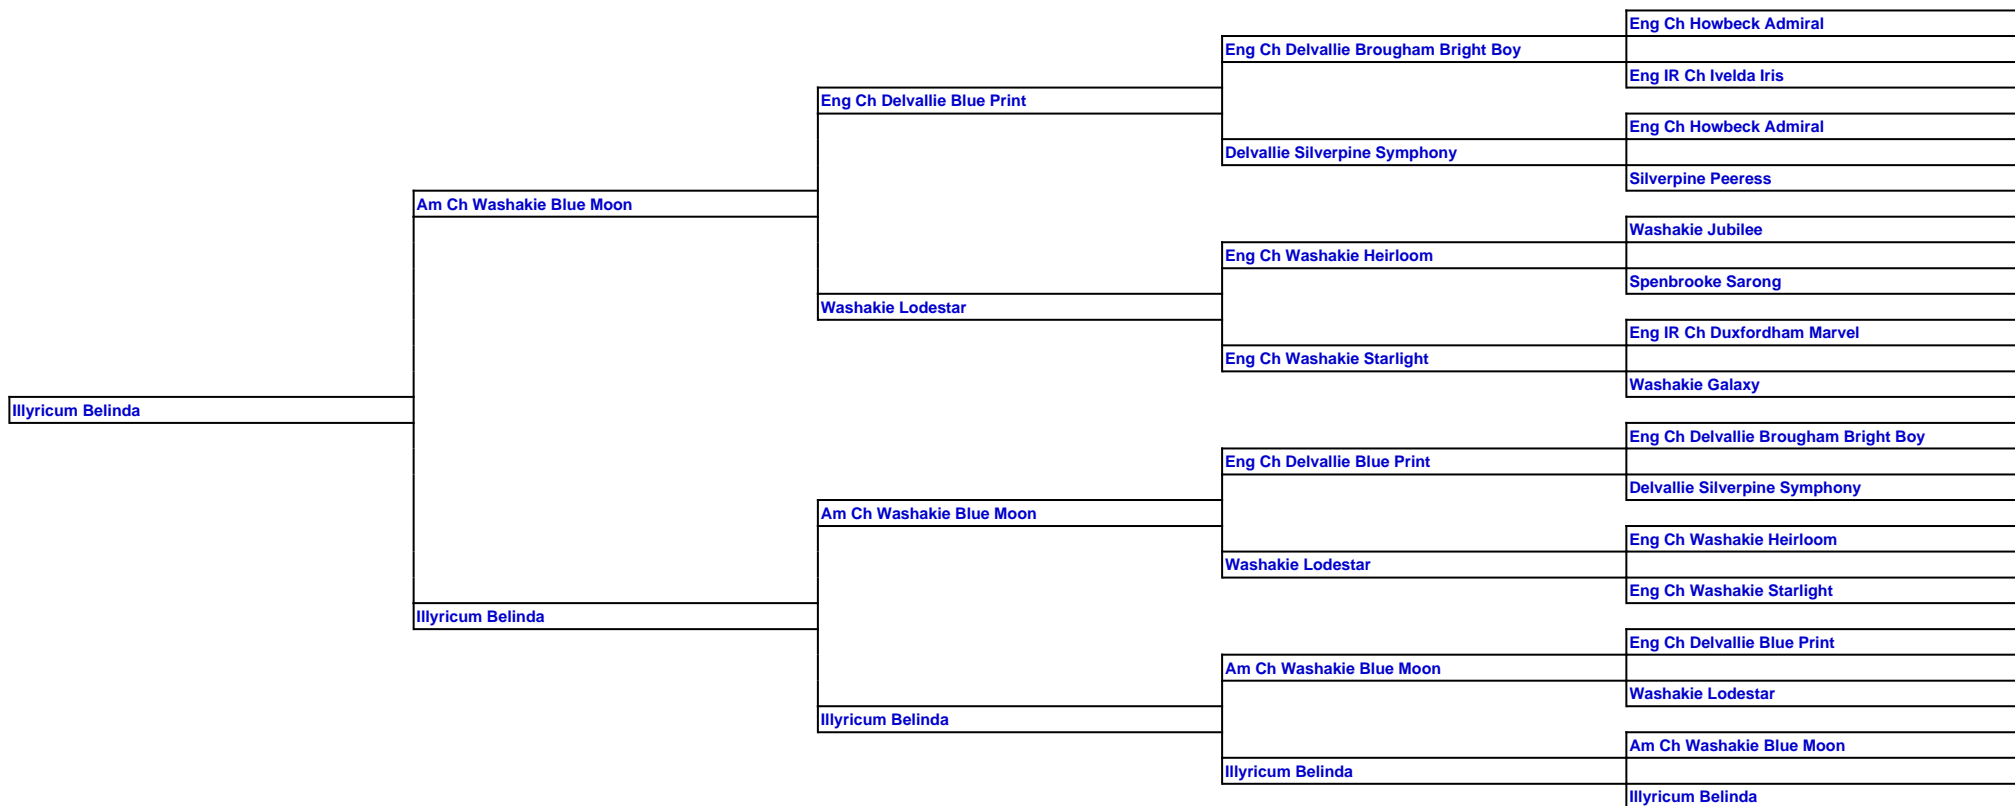 Eng Ch Howbeck Admiral
Eng Ch Delvallie Brougham Bright Boy
Eng IR Ch Ivelda Iris
Eng Ch Delvallie Blue Print
Eng Ch Howbeck Admiral
Delvallie Silverpine Symphony
Silverpine Peeress
Am Ch Washakie Blue Moon
Washakie Jubilee
Eng Ch Washakie Heirloom
Spenbrooke Sarong
Washakie Lodestar
Eng IR Ch Duxfordham Marvel
Eng Ch Washakie Starlight
Washakie Galaxy
Illyricum Belinda
Eng Ch Delvallie Brougham Bright Boy
Eng Ch Delvallie Blue Print
Delvallie Silverpine Symphony
Am Ch Washakie Blue Moon
Eng Ch Washakie Heirloom
Washakie Lodestar
Eng Ch Washakie Starlight
Illyricum Belinda
Eng Ch Delvallie Blue Print
Am Ch Washakie Blue Moon
Washakie Lodestar
Illyricum Belinda
Am Ch Washakie Blue Moon
Illyricum Belinda
Illyricum Belinda